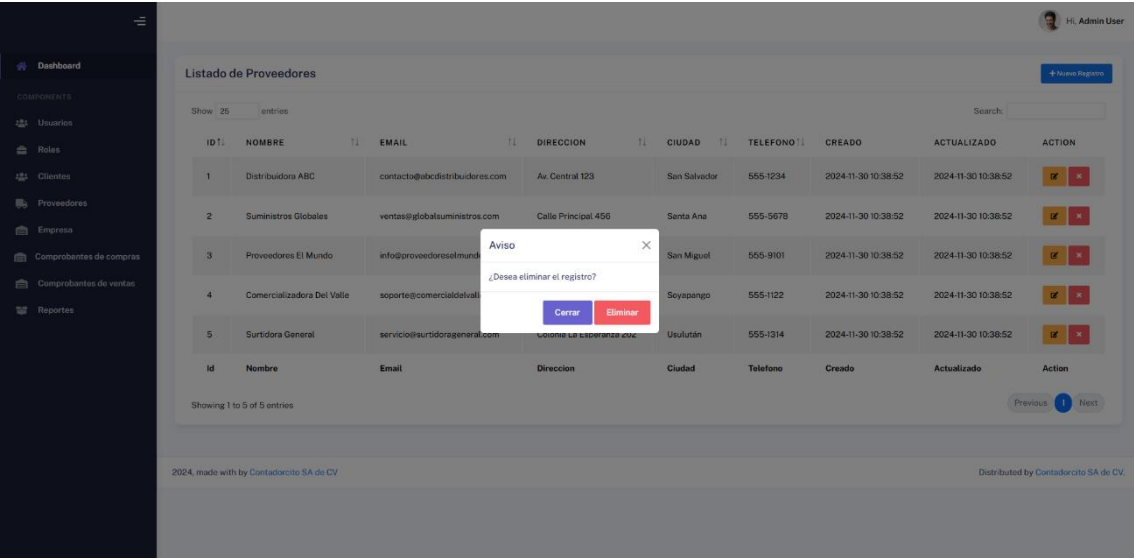 Hi, Admin User
Dashboard
COMPONENTS
Usuarios
Roles
Clientes
Proveedores
Empresa
Comprobantes de compras
Comprobantes de ventas
Reportes
Listado de Proveedores
+ Nuevo Registro
Show 25 entries
Search:
ID NOMBRE EMAIL DIRECCION CIUDAD TELEFONO CREADO ACTUALIZADO ACTION
1 Distribuidora ABC contacto@abcdistribuidores.com Av. Central 123 San Salvador 555-1234 2024-11-30 10:38:52 2024-11-30 10:38:52
2 Suministros Globales ventas@globalsuministros.com Calle Principal 456 Santa Ana 555-5678 2024-11-30 10:38:52 2024-11-30 10:38:52
3 Proveedores El Mundo info@proveedoreselmund San Miguel 555-9101 2024-11-30 10:38:52 2024-11-30 10:38:52
4 Comercializadora Del Valle soporte@comercialdelvall Soyapango 555-1122 2024-11-30 10:38:52 2024-11-30 10:38:52
5 Surtidora General servicio@surtidorageneral.com Colonia La Esperanza 202 Usulután 555-1314 2024-11-30 10:38:52 2024-11-30 10:38:52
Id Nombre Email Direccion Ciudad Telefono Creado Actualizado Action
Showing 1 to 5 of 5 entries
Previous 1 Next
Aviso
¿Desea eliminar el registro?
Cerrar Eliminar
2024, made with by Contadorcito SA de CV
Distributed by Contadorcito SA de CV.